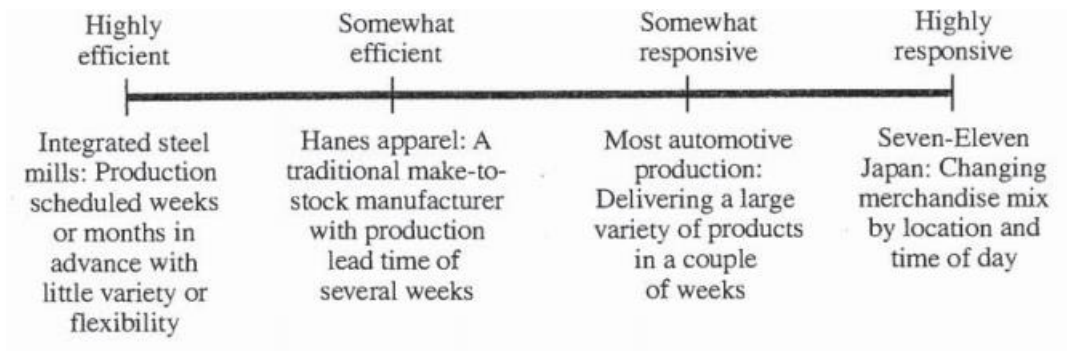 Highly
efficient
Somewhat
efficient
Somewhat
responsive
Highly
responsive
Integrated steel
mills: Production
scheduled weeks
or months in
advance with
little variety or
flexibility
Hanes apparel: A
traditional make-to-
stock manufacturer
with production
lead time of
several weeks
Most automotive
production:
Delivering a large
variety of products
in a couple
of weeks
Seven-Eleven
Japan: Changing
merchandise mix
by location and
time of day